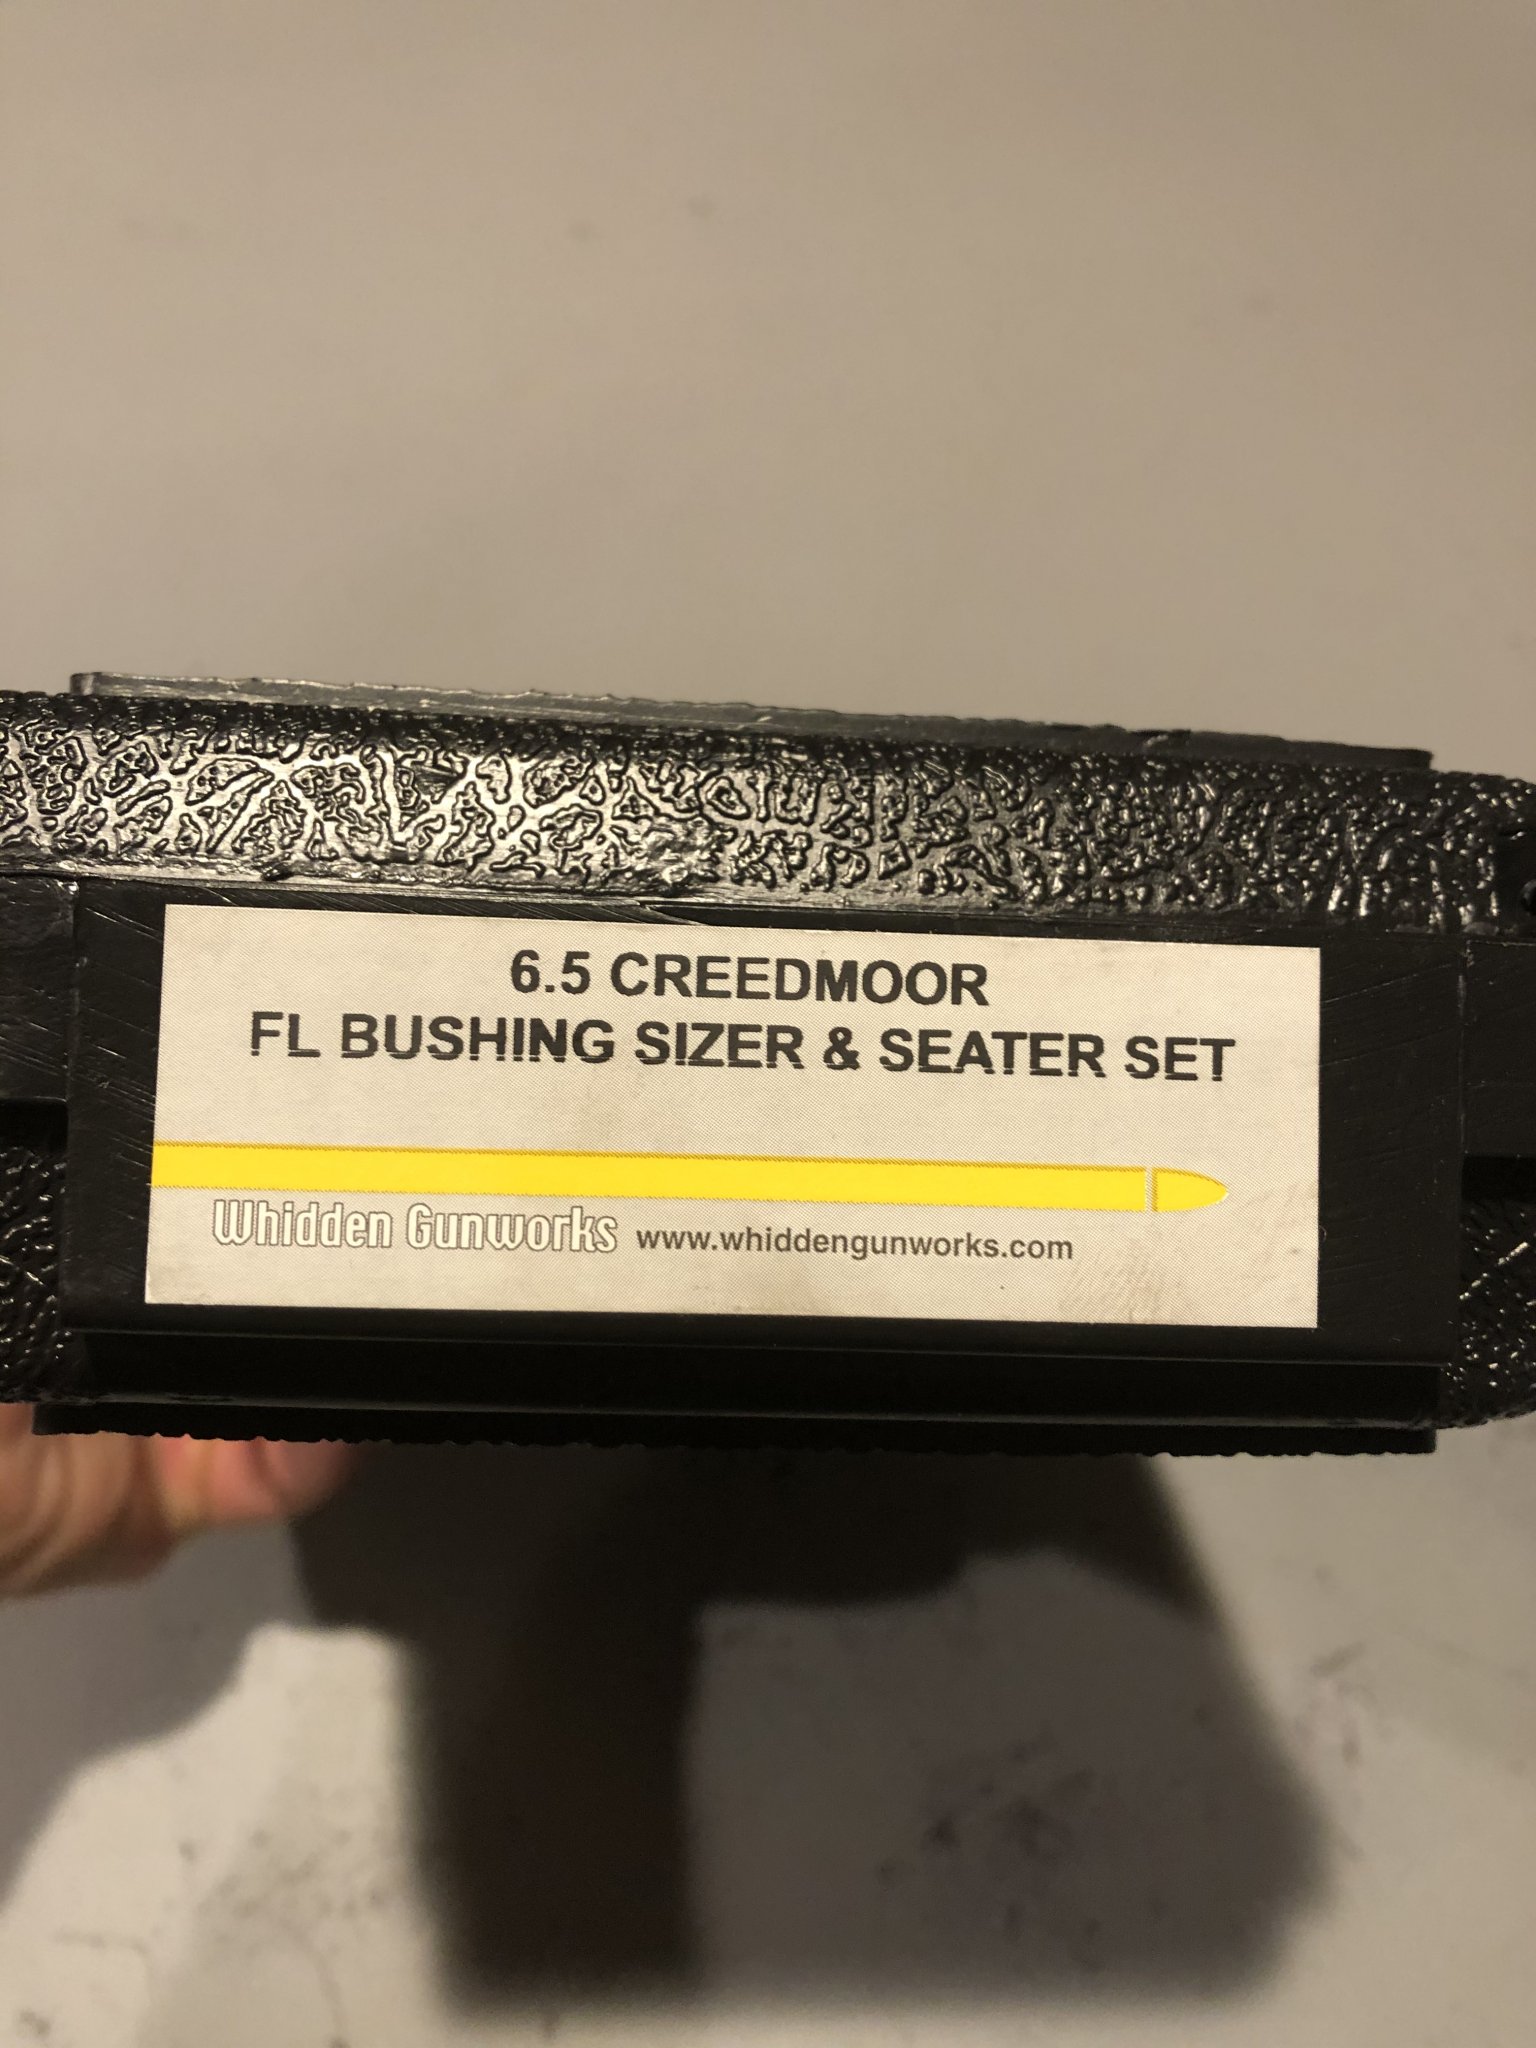 6.5 CREEDMOOR
FL BUSHING SIZER & SEATER SET
Whidden Gunworks www.whiddengunworks.com